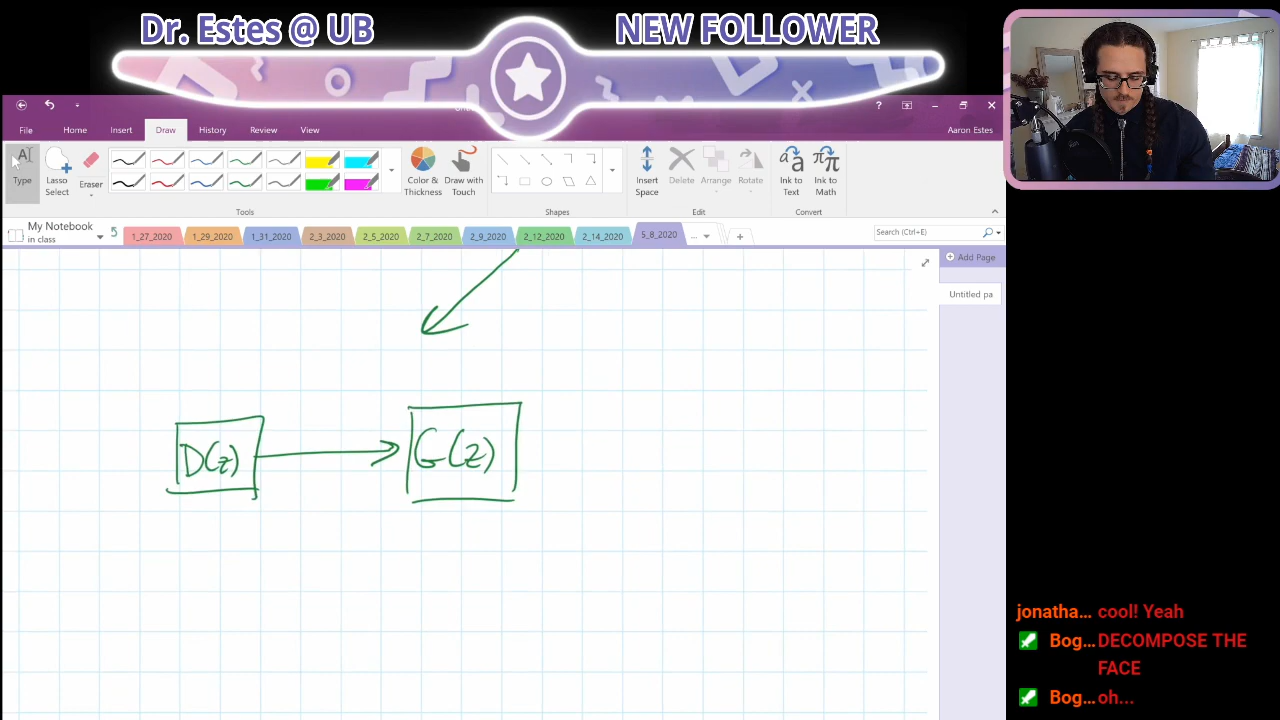 Dr. Estes @ UB
NEW FOLLOWER
File
Home
Insert
Draw
History
Review
View
Aaron Estes
Type
Lasso
Select
Eraser
Color &
Thickness
Draw with
Touch
Insert
Space
Delete
Arrange
Rotate
Ink to
Text
Ink to
Math
Tools
Shapes
Edit
Convert
My Notebook
in class
1_27_2020
1_29_2020
1_31_2020
2_3_2020
2_5_2020
2_7_2020
2_9_2020
2_12_2020
2_14_2020
5_8_2020
...
Search (Ctrl+E)
Add Page
Untitled pa
D(z)
G(z)
jonatha... cool! Yeah
Bog... DECOMPOSE THE
FACE
Bog... oh...